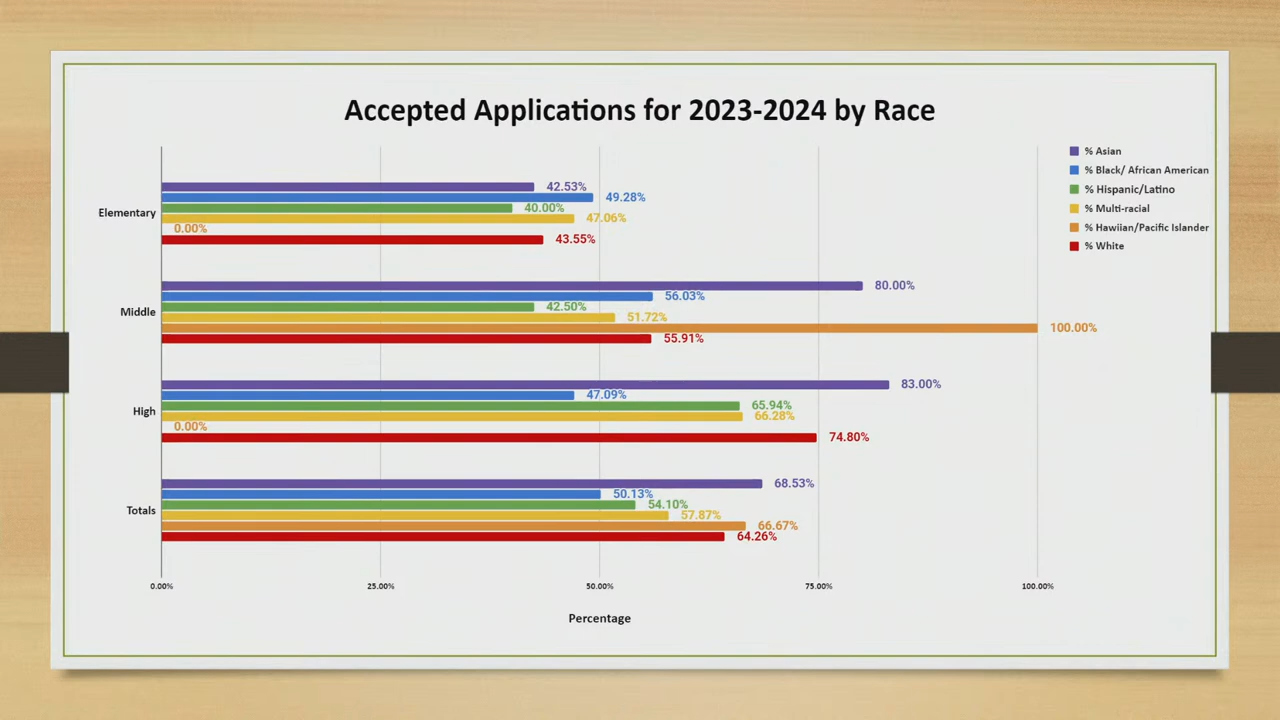 Accepted Applications for 2023-2024 by Race
% Asian
% Black/ African American
% Hispanic/Latino
% Multi-racial
% Hawiian/Pacific Islander
% White
Elementary
42.53%
49.28%
40.00%
47.06%
0.00%
43.55%
Middle
80.00%
56.03%
42.50%
51.72%
100.00%
55.91%
High
83.00%
47.09%
65.94%
66.28%
0.00%
74.80%
Totals
68.53%
50.13%
54.10%
57.87%
66.67%
64.26%
0.00% 25.00% 50.00% 75.00% 100.00%
Percentage